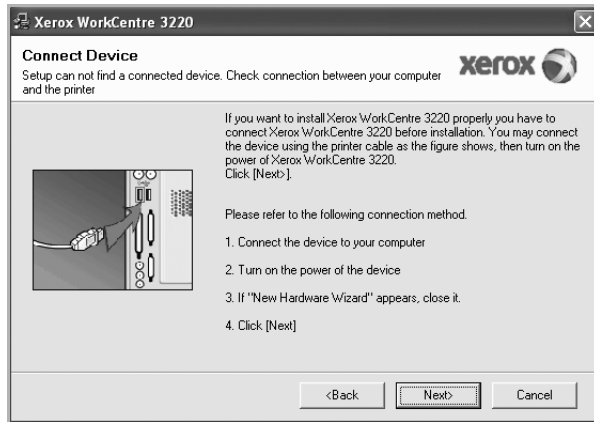 Xerox WorkCentre 3220
Connect Device
Setup can not find a connected device. Check connection between your computer
and the printer
xerox
If you want to install Xerox WorkCentre 3220 properly you have to
connect Xerox WorkCentre 3220 before installation. You may connect
the device using the printer cable as the figure shows, then turn on the
power of Xerox WorkCentre 3220.
Click [Next>].
Please refer to the following connection method.
1. Connect the device to your computer
2. Turn on the power of the device
3. If "New Hardware Wizard" appears, close it.
4. Click [Next]
<Back
Next>
Cancel